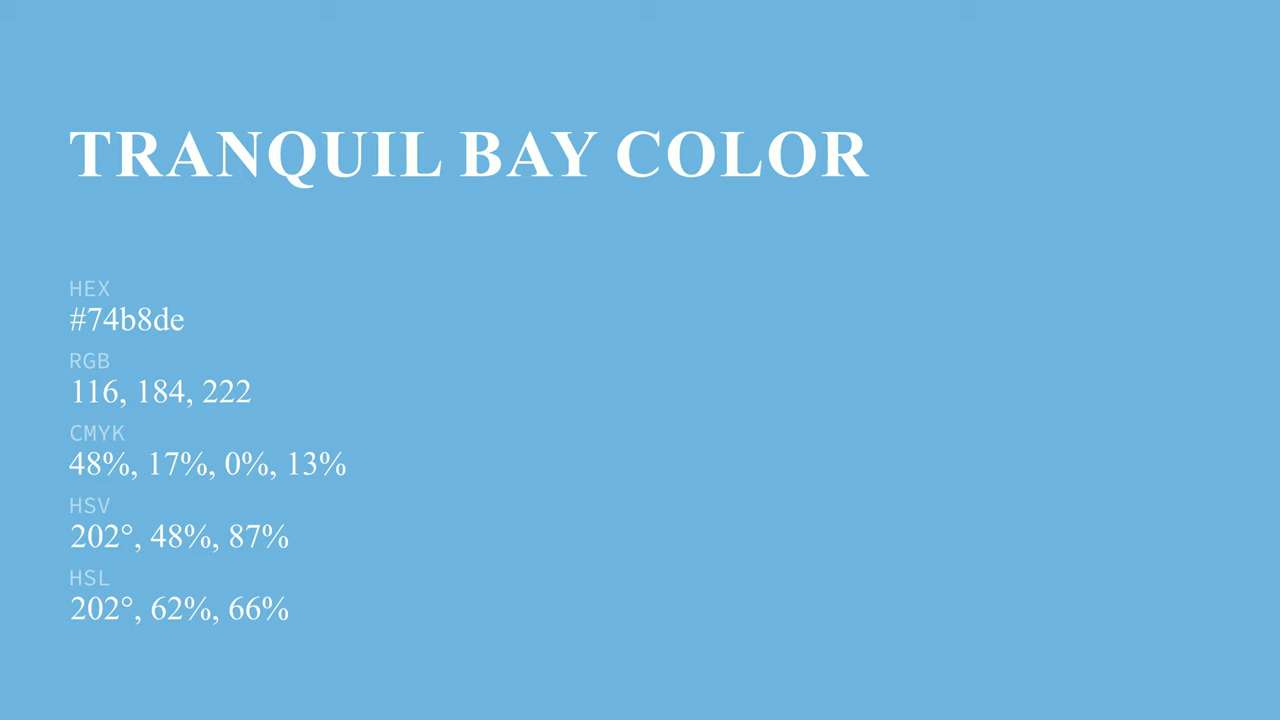 TRANQUIL BAY COLOR
HEX
#74b8de
RGB
116, 184, 222
CMYK
48%, 17%, 0%, 13%
HSV
202°, 48%, 87%
HSL
202°, 62%, 66%